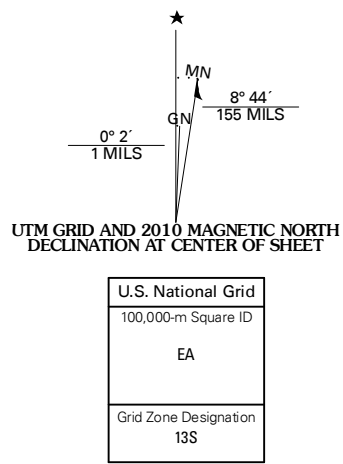 MN
8° 44´
155 MILS
GN
0° 2´
1 MILS
UTM GRID AND 2010 MAGNETIC NORTH
DECLINATION AT CENTER OF SHEET
U.S. National Grid
100,000-m Square ID
EA
Grid Zone Designation
13S